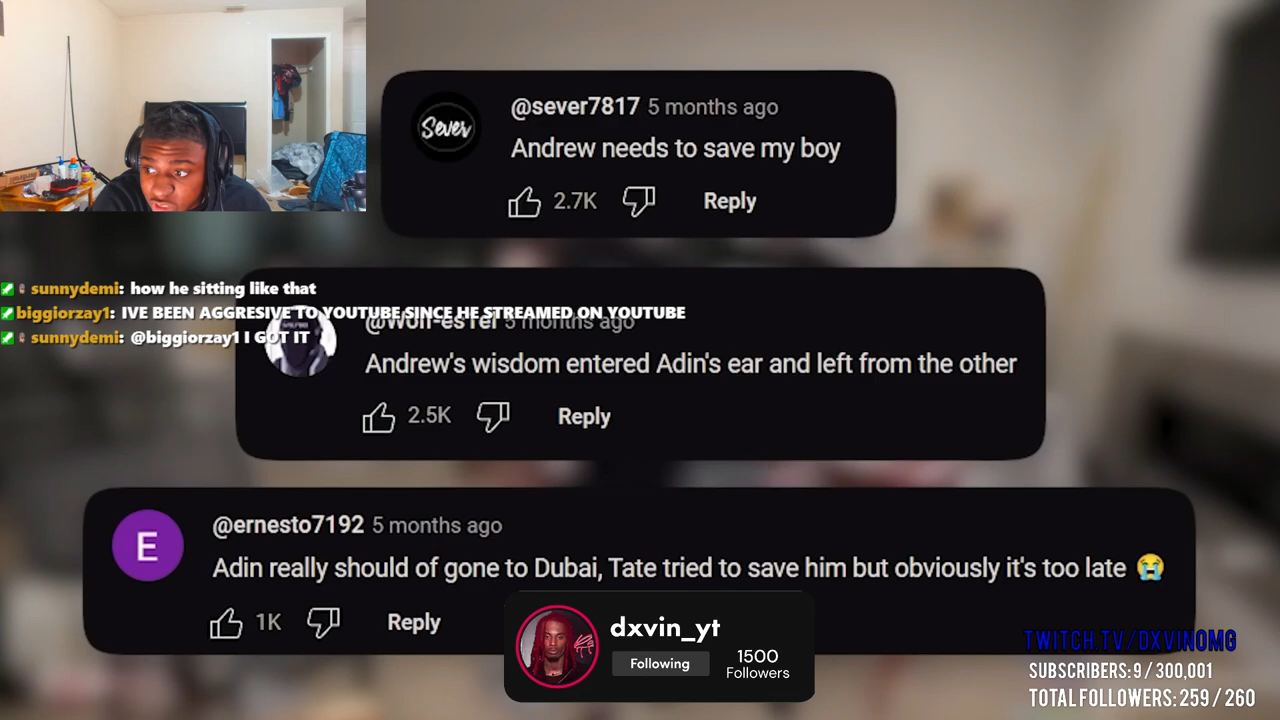 @sever7817 5 months ago
Sever
Andrew needs to save my boy
2.7K Reply
sunnydemi: how he sitting like that
biggiorzay1: IVE BEEN AGGRESIVE TO YOUTUBE SINCE HE STREAMED ON YOUTUBE
5 months ago
sunnydemi: @biggiorzay1 I GOT IT
Andrew's wisdom entered Adin's ear and left from the other
2.5K Reply
E
@ernesto7192 5 months ago
Adin really should of gone to Dubai, Tate tried to save him but obviously it's too late 😭
1K Reply
dxvin_yt
Following
1500
Followers
TWITCH.TV/DXVINOMG
SUBSCRIBERS: 9 / 300,001
TOTAL FOLLOWERS: 259 / 260